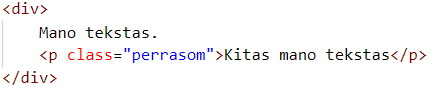 <div>
Mano tekstas.
<p class="perrasom">Kitas mano tekstas</p>
</div>